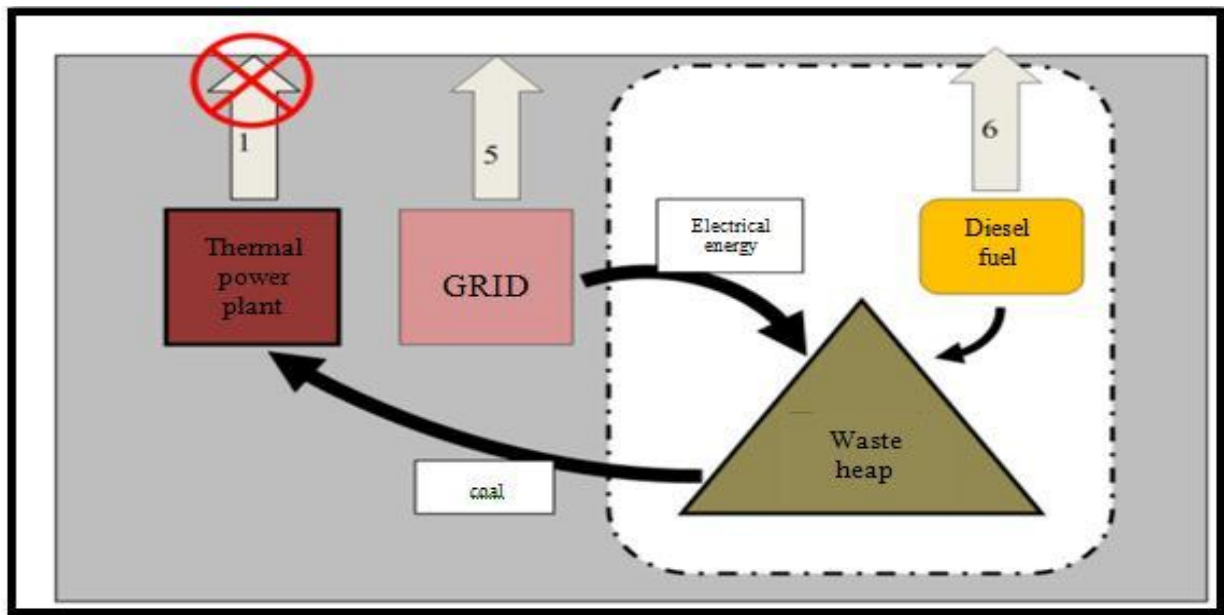 1
5
6
Thermal
power
plant
GRID
Electrical
energy
Diesel
fuel
Waste
heap
coal